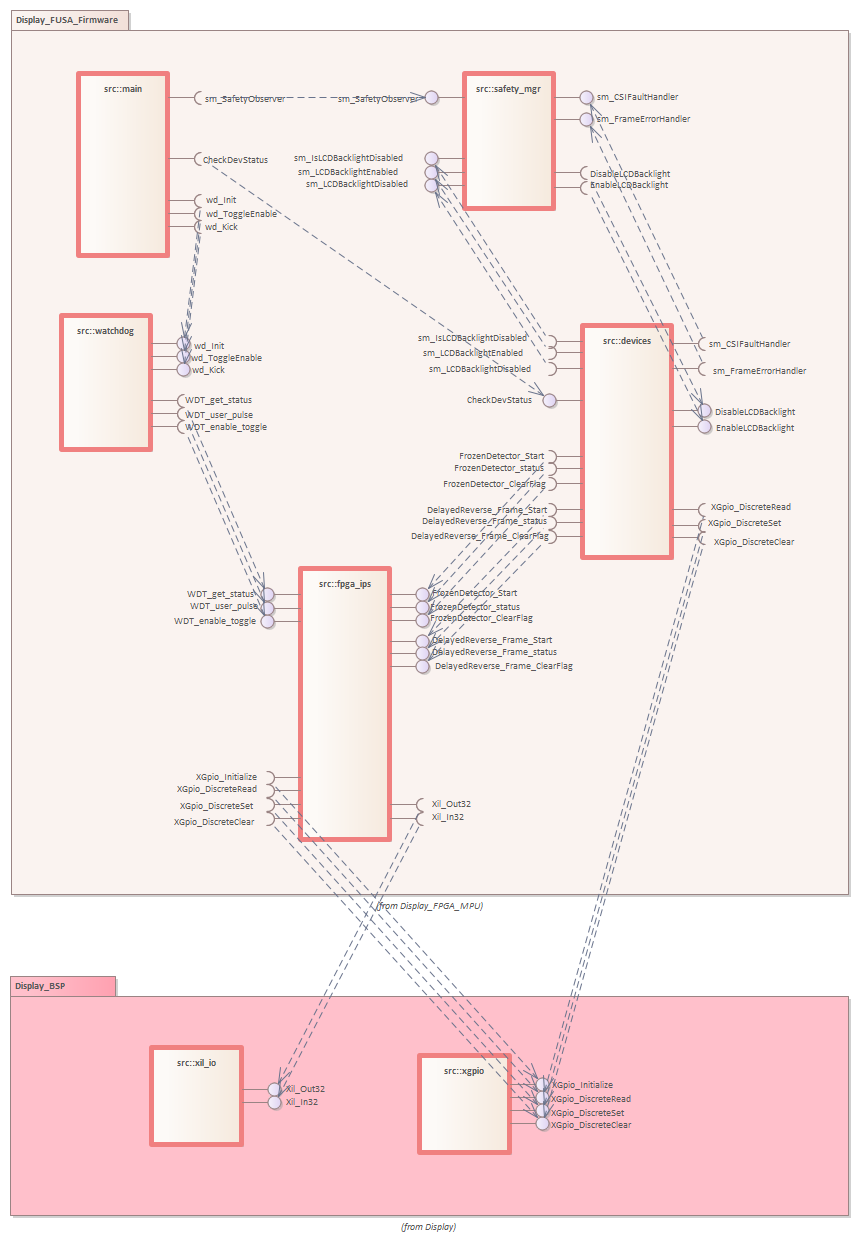 Display_FUSA_Firmware
src::main
sm_SafetyObserver
CheckDevStatus
wd_Init
wd_ToggleEnable
wd_Kick
sm_SafetyObserver
sm_IsLCDBacklightDisabled
sm_LCDBacklightEnabled
sm_LCDBacklightDisabled
src::safety_mgr
sm_CSIFaultHandler
sm_FrameErrorHandler
DisableLCDBacklight
EnableLCDBacklight
src::watchdog
wd_Init
wd_ToggleEnable
wd_Kick
WDT_get_status
WDT_user_pulse
WDT_enable_toggle
sm_IsLCDBacklightDisabled
sm_LCDBacklightEnabled
sm_LCDBacklightDisabled
CheckDevStatus
FrozenDetector_Start
FrozenDetector_status
FrozenDetector_ClearFlag
DelayedReverse_Frame_Start
DelayedReverse_Frame_status
DelayedReverse_Frame_ClearFlag
src::devices
sm_CSIFaultHandler
sm_FrameErrorHandler
DisableLCDBacklight
EnableLCDBacklight
XGpio_DiscreteRead
XGpio_DiscreteSet
XGpio_DiscreteClear
WDT_get_status
WDT_user_pulse
WDT_enable_toggle
src::fpga_ips
FrozenDetector_Start
FrozenDetector_status
FrozenDetector_ClearFlag
DelayedReverse_Frame_Start
DelayedReverse_Frame_status
DelayedReverse_Frame_ClearFlag
XGpio_Initialize
XGpio_DiscreteRead
XGpio_DiscreteSet
XGpio_DiscreteClear
Xil_Out32
Xil_In32
(from Display_FPGA_MPU)
Display_BSP
src::xil_io
Xil_Out32
Xil_In32
src::xgpio
XGpio_Initialize
XGpio_DiscreteRead
XGpio_DiscreteSet
XGpio_DiscreteClear
(from Display)